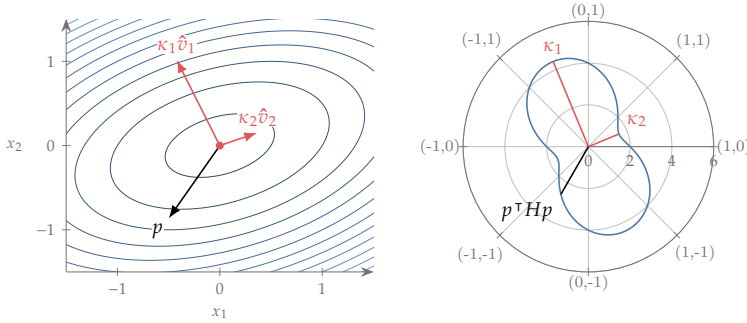 1
0
−1
x₂
−1
0
1
x₁
κ₁v̂₁
κ₂v̂₂
p
(0,1)
(-1,1)
(1,1)
κ₁
κ₂
(-1,0)
(1,0)
0
2
4
6
pᵀHp
(-1,-1)
(1,-1)
(0,-1)